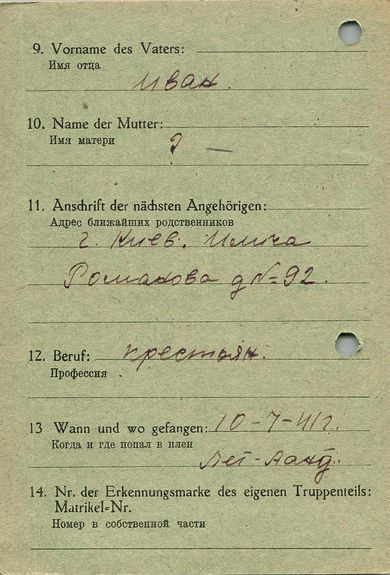 9. Vorname des Vaters:
Имя отца
Иван.
10. Name der Mutter:
Имя матери
? —
11. Anschrift der nächsten Angehörigen:
Адрес ближайших родственников
г. Киев. Улица
Романова д № 92.
12. Beruf: крестьян.
Профессия
13 Wann und wo gefangen: 10-7-41г.
Когда и где попал в плен
14. Nr. der Erkennungsmarke des eigenen Truppenteils:
Matrikel-Nr.
Номер в собственной части